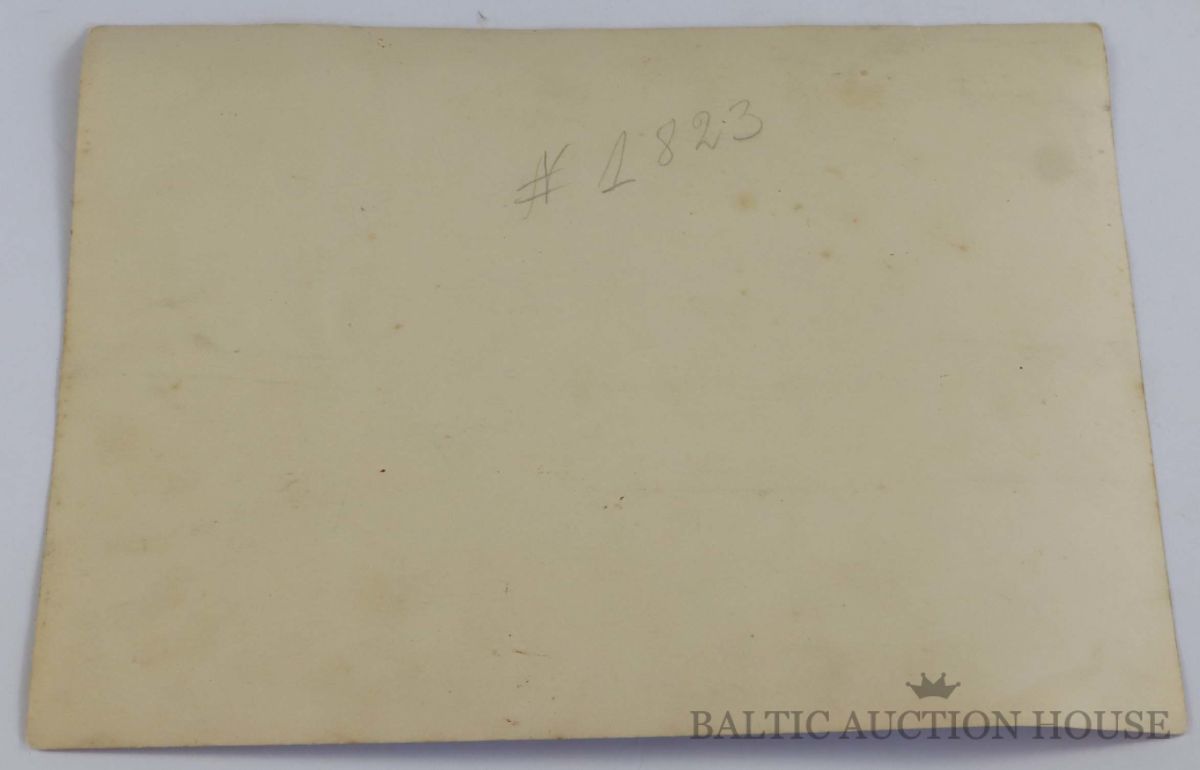 # 1823
BALTIC AUCTION HOUSE